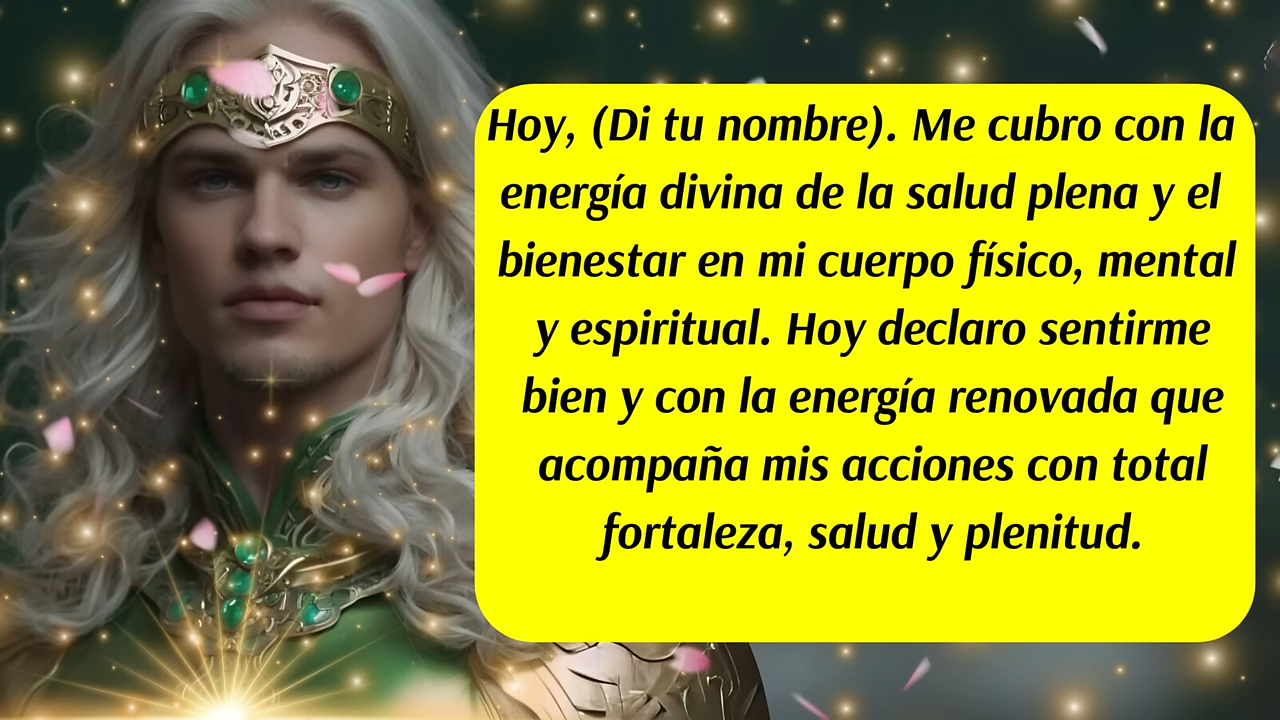 Hoy, (Di tu nombre). Me cubro con la
energía divina de la salud plena y el
bienestar en mi cuerpo físico, mental
y espiritual. Hoy declaro sentirme
bien y con la energía renovada que
acompaña mis acciones con total
fortaleza, salud y plenitud.